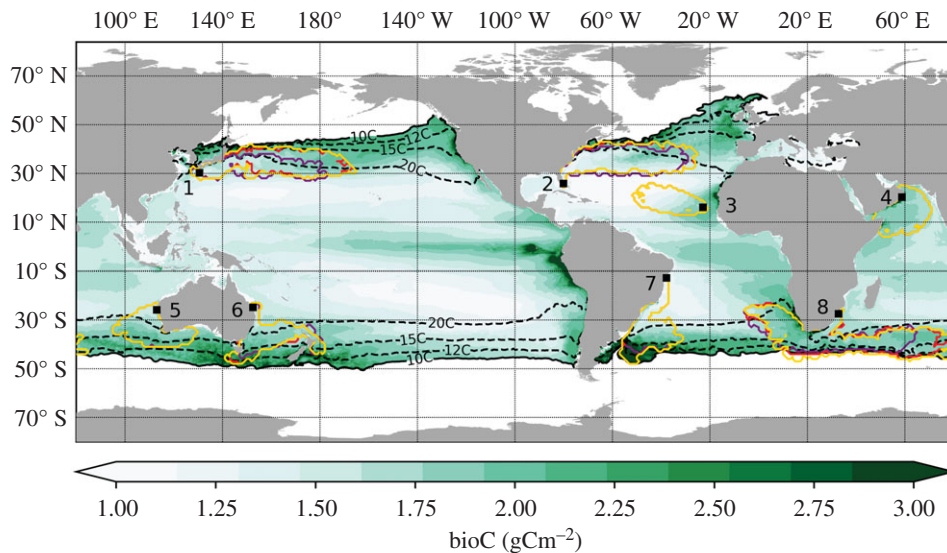 100° E 140° E 180° 140° W 100° W 60° W 20° W 20° E 60° E
70° N
50° N
30° N
10° N
10° S
30° S
50° S
70° S
10C 12C
15C
20C
1
2
3
4
5
6
7
8
20C
15C
12C
10C
1.00 1.25 1.50 1.75 2.00 2.25 2.50 2.75 3.00
bioC (gCm⁻²)